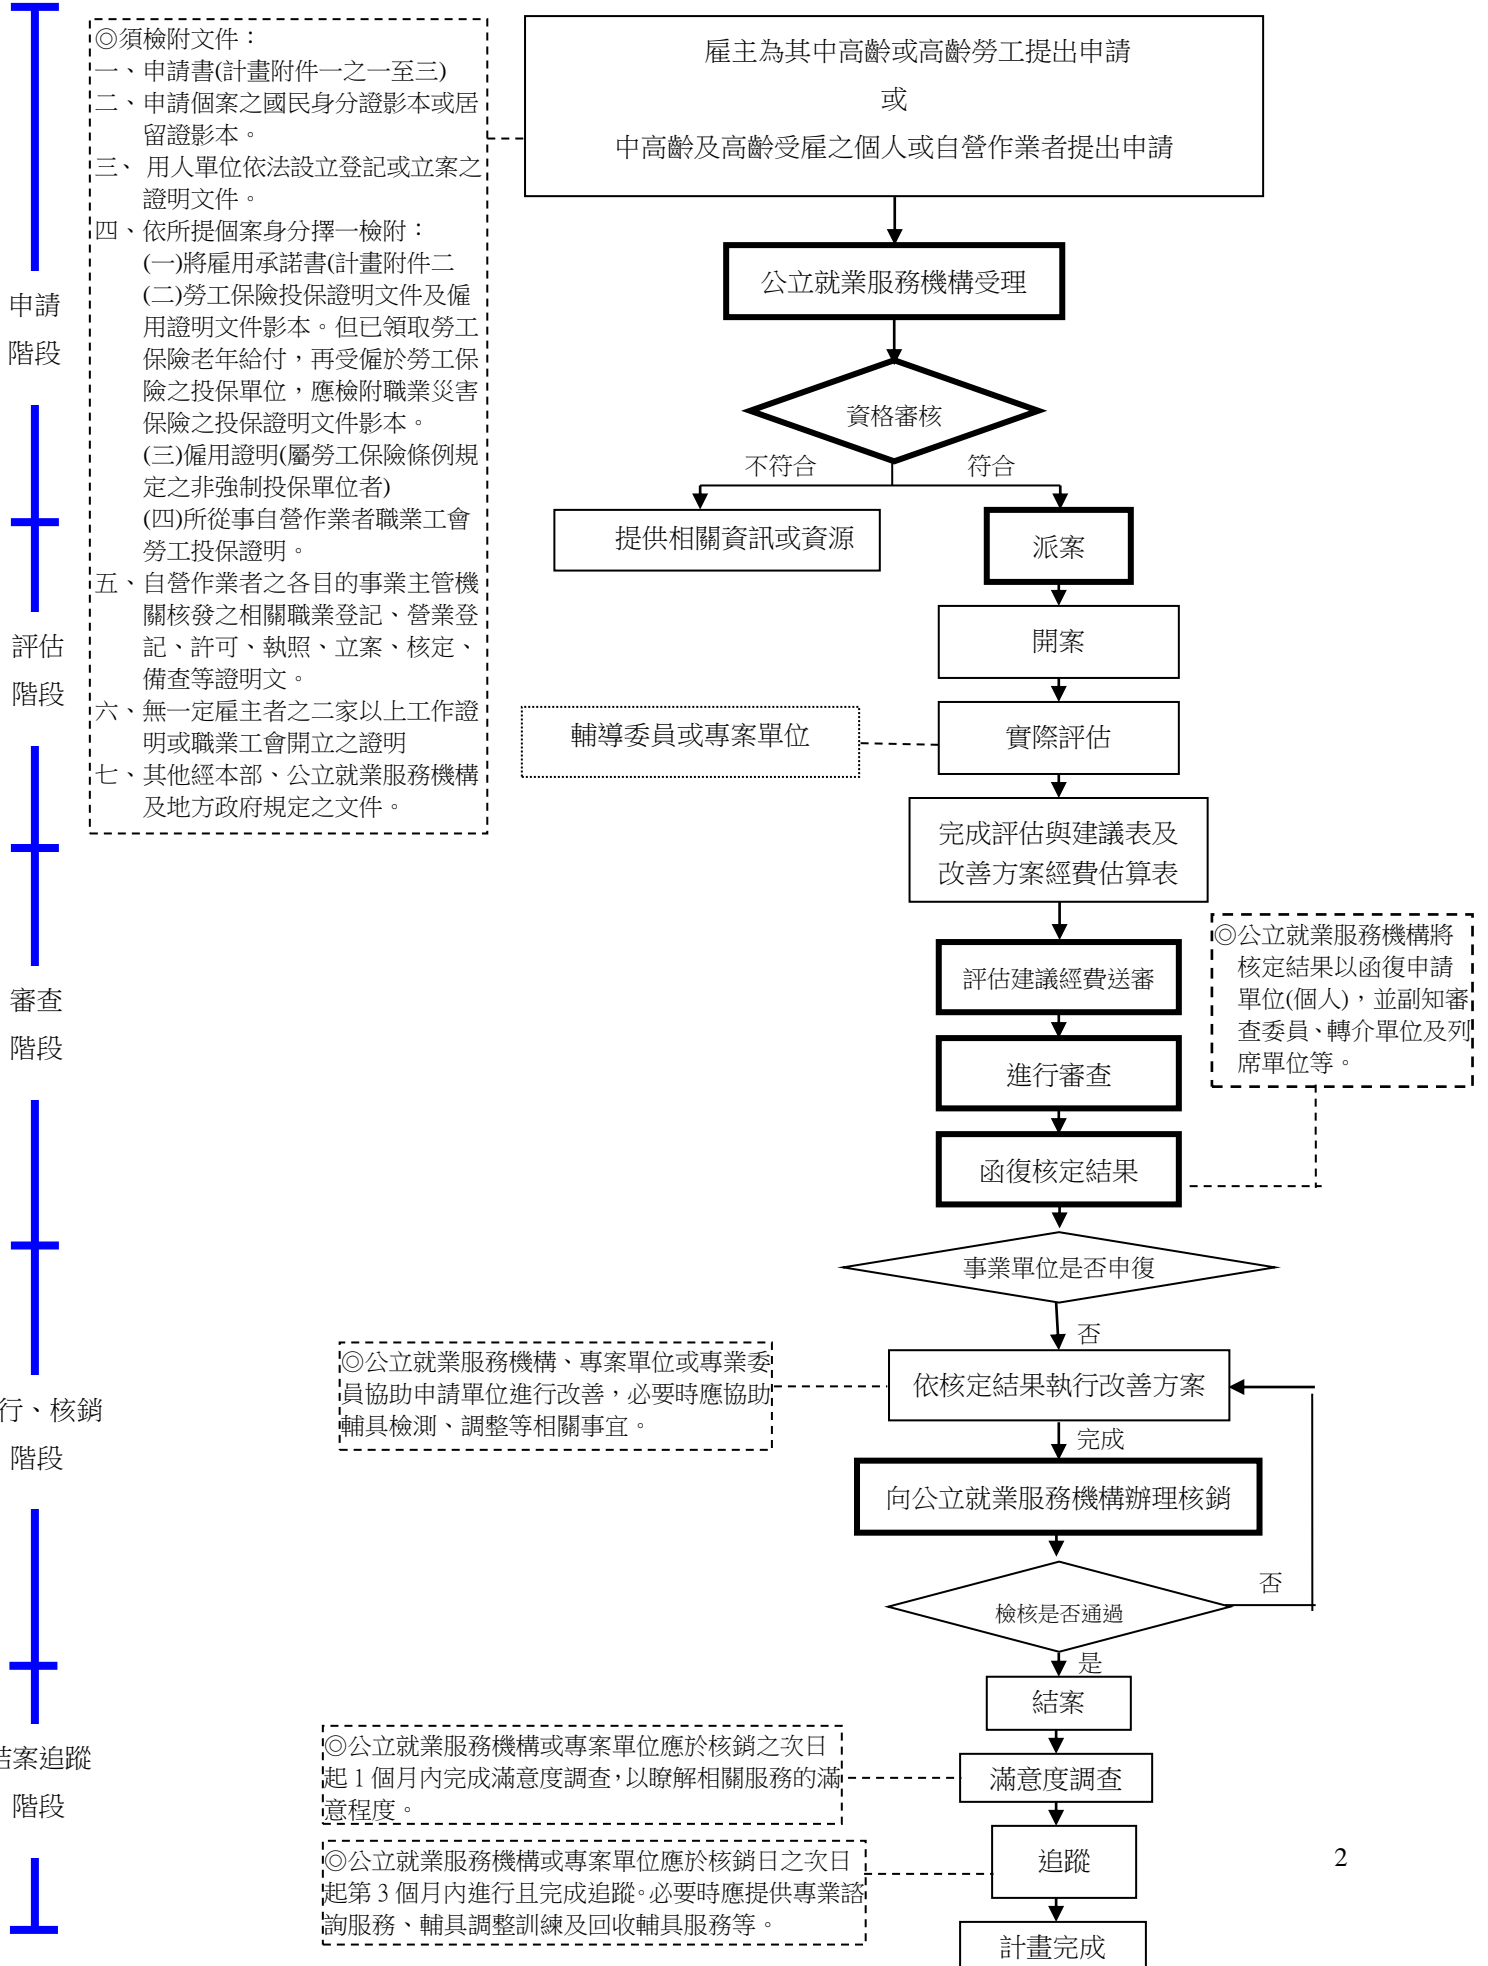 ◎須檢附文件：
一、申請書(計畫附件一之一至三)
二、申請個案之國民身分證影本或居
留證影本。
三、 用人單位依法設立登記或立案之
證明文件。
四、依所提個案身分擇一檢附：
(一)將雇用承諾書(計畫附件二
(二)勞工保險投保證明文件及僱
用證明文件影本。但已領取勞工
保險老年給付，再受僱於勞工保
險之投保單位，應檢附職業災害
保險之投保證明文件影本。
(三)僱用證明(屬勞工保險條例規
定之非強制投保單位者)
(四)所從事自營作業者職業工會
勞工投保證明。
五、自營作業者之各目的事業主管機
關核發之相關職業登記、營業登
記、許可、執照、立案、核定、
備查等證明文。
六、無一定雇主者之二家以上工作證
明或職業工會開立之證明
七、其他經本部、公立就業服務機構
及地方政府規定之文件。
雇主為其中高齡或高齡勞工提出申請
或
中高齡及高齡受雇之個人或自營作業者提出申請
公立就業服務機構受理
申請
階段
資格審核
不符合
符合
提供相關資訊或資源
派案
開案
評估
階段
輔導委員或專案單位
實際評估
完成評估與建議表及
改善方案經費估算表
◎公立就業服務機構將
核定結果以函復申請
單位(個人)，並副知審
查委員、轉介單位及列
席單位等。
評估建議經費送審
審查
階段
進行審查
函復核定結果
事業單位是否申復
否
◎公立就業服務機構、專案單位或專業委
員協助申請單位進行改善，必要時應協助
輔具檢測、調整等相關事宜。
依核定結果執行改善方案
行、核銷
階段
完成
向公立就業服務機構辦理核銷
否
檢核是否通過
是
結案
◎公立就業服務機構或專案單位應於核銷之次日
起 1 個月內完成滿意度調查，以瞭解相關服務的滿
意程度。
滿意度調查
結案追蹤
階段
◎公立就業服務機構或專案單位應於核銷日之次日
起第 3 個月內進行且完成追蹤。必要時應提供專業諮
詢服務、輔具調整訓練及回收輔具服務等。
追蹤
2
計畫完成